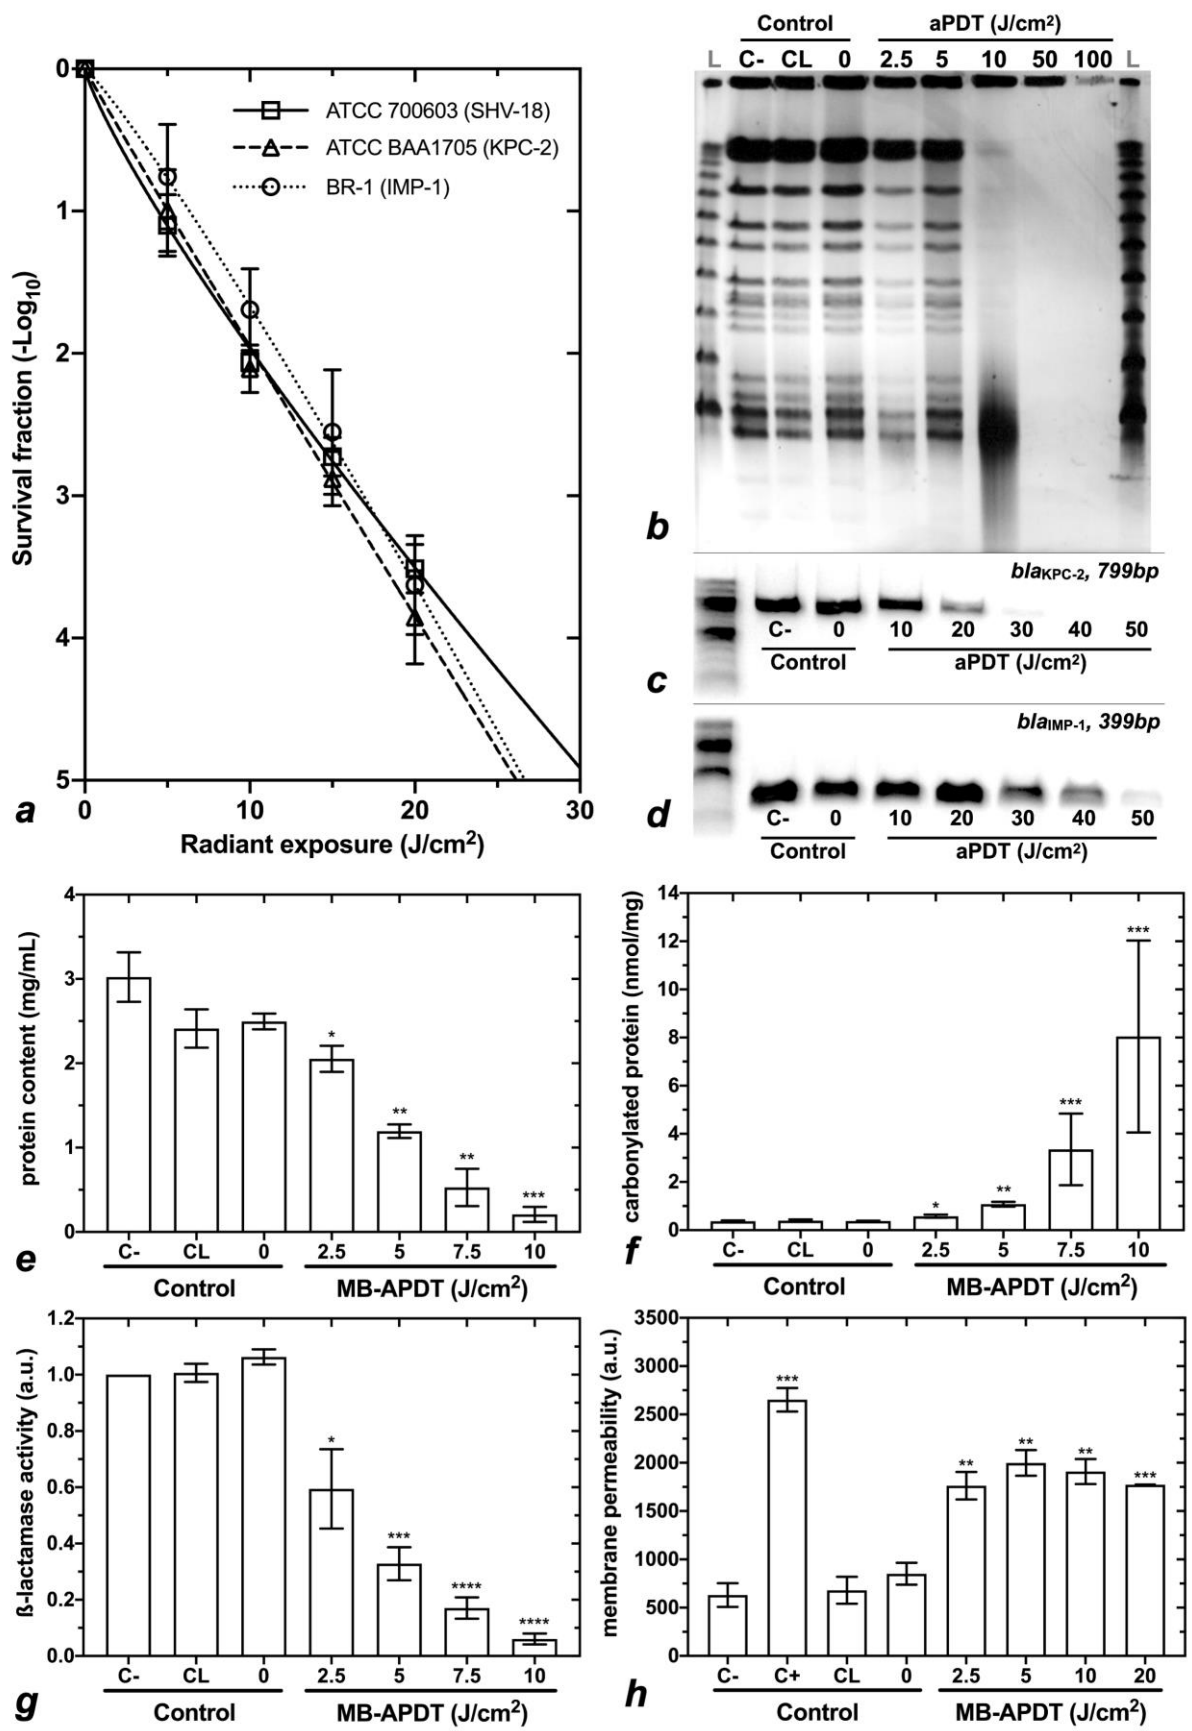 0
1
2
3
4
5
Survival fraction (-Log10)
ATCC 700603 (SHV-18)
ATCC BAA1705 (KPC-2)
BR-1 (IMP-1)
0 10 20 30
Radiant exposure (J/cm²)
a
Control aPDT (J/cm²)
L C- CL 0 2.5 5 10 50 100 L
b
blaKPC-2, 799bp
C- 0 10 20 30 40 50
Control aPDT (J/cm²)
c
blaIMP-1, 399bp
C- 0 10 20 30 40 50
Control aPDT (J/cm²)
d
protein content (mg/mL)
4
3
2
1
0
* ** ** ***
C- CL 0 2.5 5 7.5 10
Control MB-APDT (J/cm²)
e
carbonylated protein (nmol/mg)
14
12
10
8
6
4
2
0
* ** *** ***
C- CL 0 2.5 5 7.5 10
Control MB-APDT (J/cm²)
f
ß-lactamase activity (a.u.)
1.2
1.0
0.8
0.6
0.4
0.2
0.0
* *** **** ****
C- CL 0 2.5 5 7.5 10
Control MB-APDT (J/cm²)
g
membrane permeability (a.u.)
3500
3000
2500
2000
1500
1000
500
0
*** ** ** ** ***
C- C+ CL 0 2.5 5 10 20
Control MB-APDT (J/cm²)
h